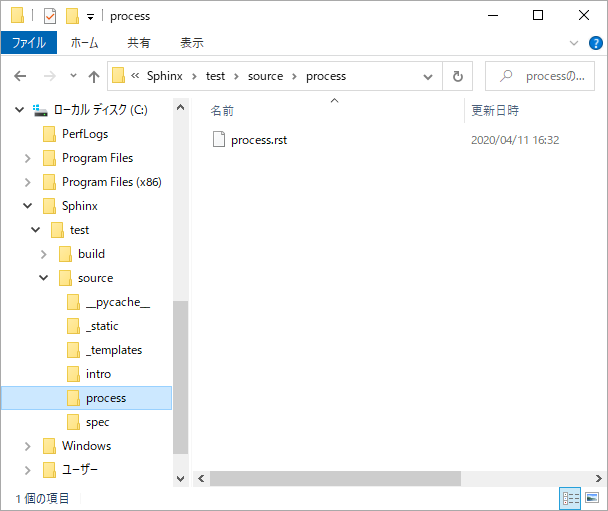 process
ファイル ホーム 共有 表示
Sphinx test source process processの...
名前 更新日時
process.rst 2020/04/11 16:32
ローカル ディスク (C:)
PerfLogs
Program Files
Program Files (x86)
Sphinx
test
build
source
__pycache__
_static
_templates
intro
process
spec
Windows
ユーザー
1 個の項目